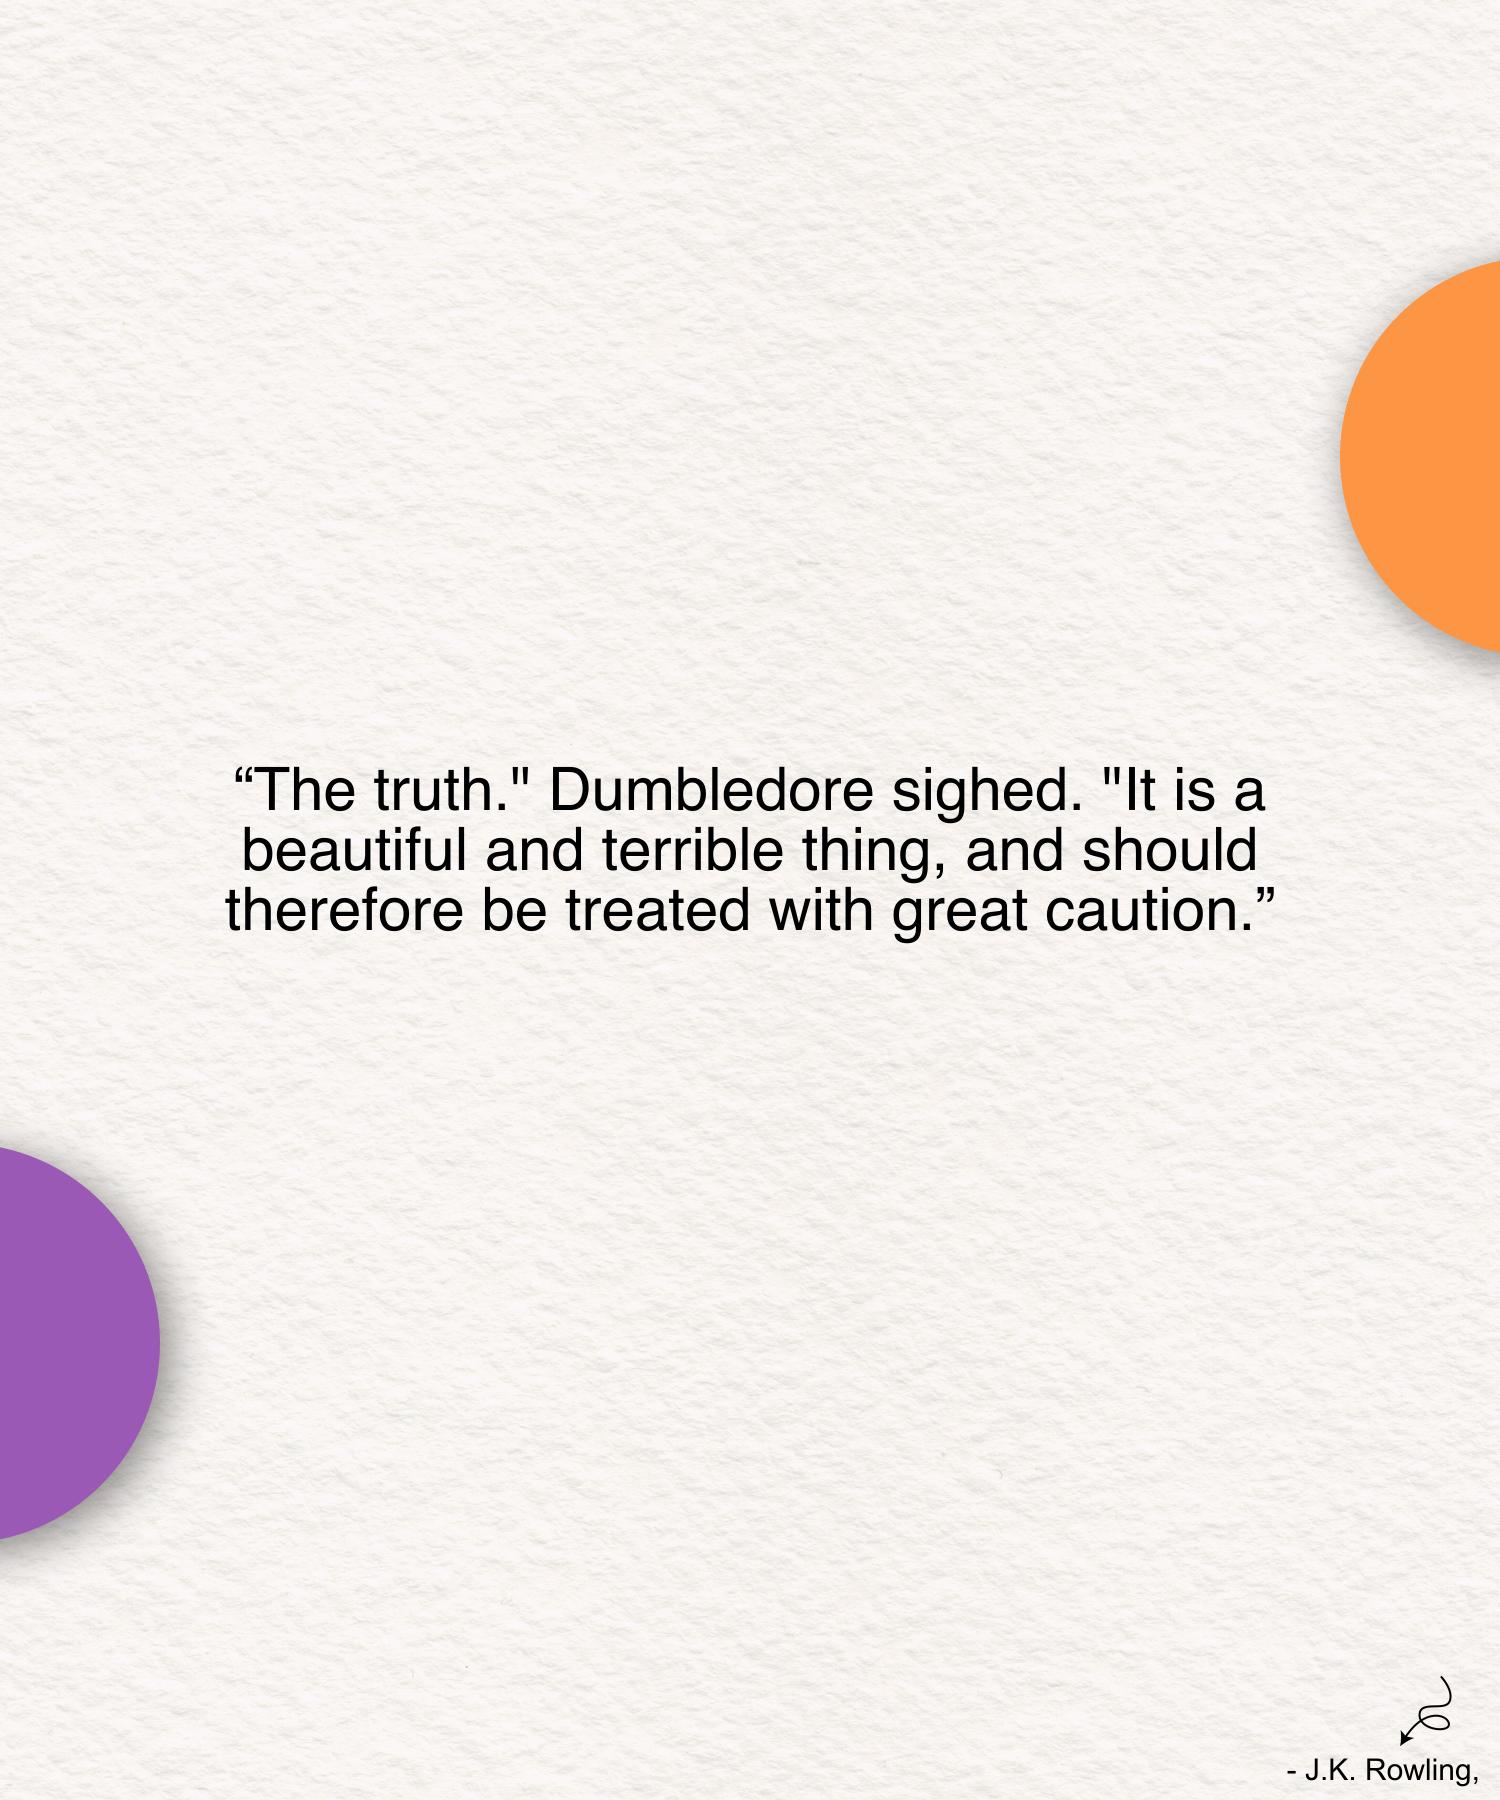 “The truth." Dumbledore sighed. "It is a
beautiful and terrible thing, and should
therefore be treated with great caution.”
- J.K. Rowling,